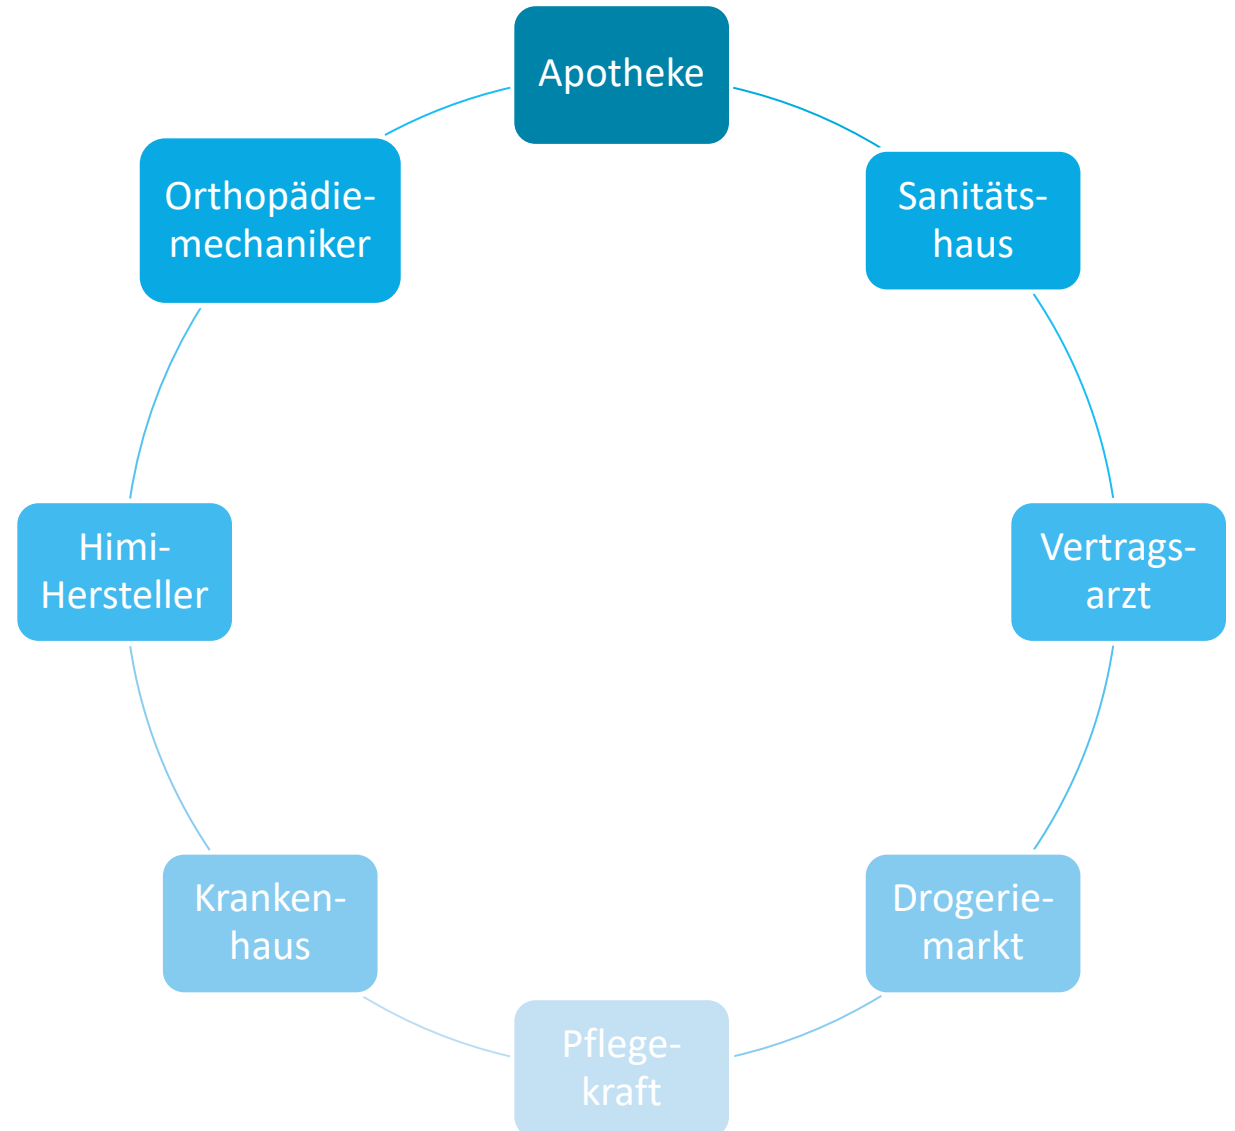 Apotheke
Sanitäts-
haus
Vertrags-
arzt
Drogerie-
markt
Pflege-
kraft
Kranken-
haus
Himi-
Hersteller
Orthopädie-
mechaniker